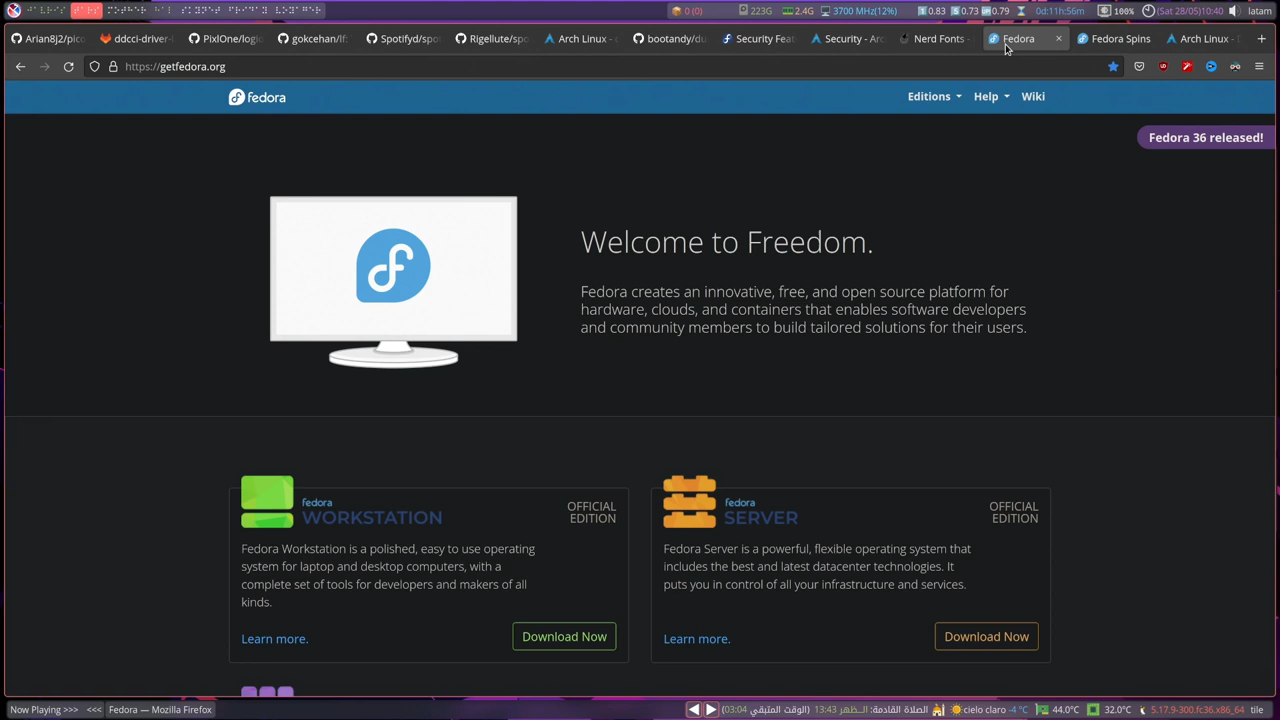 0 (0) 223G 2.4G 3700 MHz(12%) 1 0.83 5 0.73 0.79 0d:11h:56m 100% (Sat 28/05)10:40 latam
Arian8j2/pic ddcci-driver- PixlOne/logi gokcehan/lf: Spotifyd/spo Rigellute/spo Arch Linux - bootandy/du Security Feat Security - Arc Nerd Fonts - Fedora Fedora Spins Arch Linux -
https://getfedora.org
fedora Editions Help Wiki
Fedora 36 released!
Welcome to Freedom.
Fedora creates an innovative, free, and open source platform for
hardware, clouds, and containers that enables software developers
and community members to build tailored solutions for their users.
fedora
WORKSTATION
OFFICIAL
EDITION
Fedora Workstation is a polished, easy to use operating
system for laptop and desktop computers, with a
complete set of tools for developers and makers of all
kinds.
Learn more. Download Now
fedora
SERVER
OFFICIAL
EDITION
Fedora Server is a powerful, flexible operating system that
includes the best and latest datacenter technologies. It
puts you in control of all your infrastructure and services.
Learn more. Download Now
Now Playing >>> <<< Fedora — Mozilla Firefox الصلاة القادمة: الــظهر 13:43 (الوقت المتبقي 03:04) cielo claro -4 °C 44.0°C 32.0°C 5.17.9-300.fc36.x86_64 tile